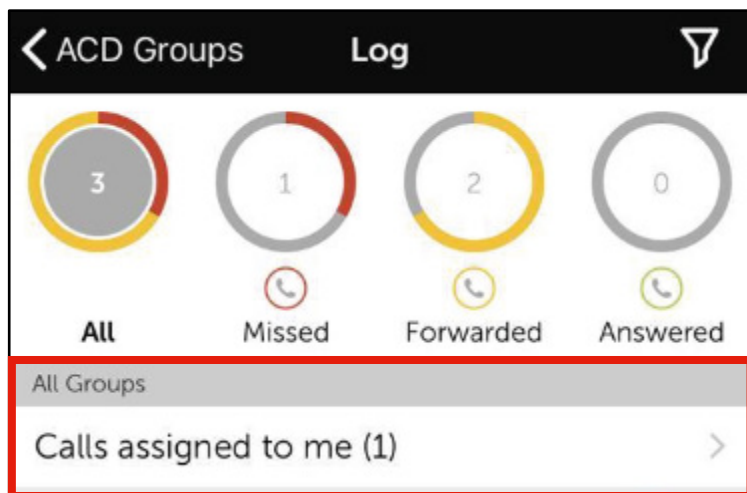 ACD Groups Log
3 1 2 0
All Missed Forwarded Answered
All Groups
Calls assigned to me (1)